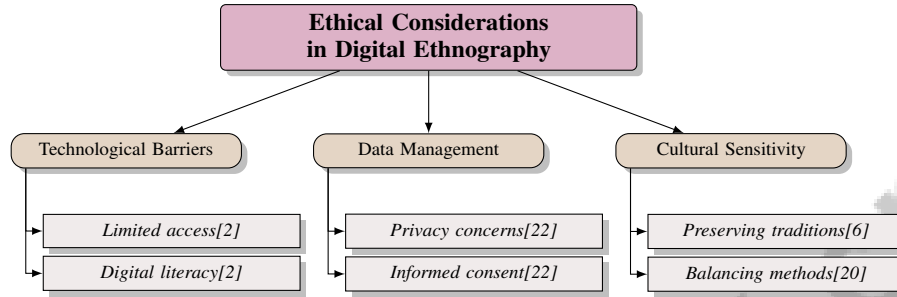 Ethical Considerations
in Digital Ethnography
Technological Barriers
Data Management
Cultural Sensitivity
Limited access[2]
Privacy concerns[22]
Preserving traditions[6]
Digital literacy[2]
Informed consent[22]
Balancing methods[20]